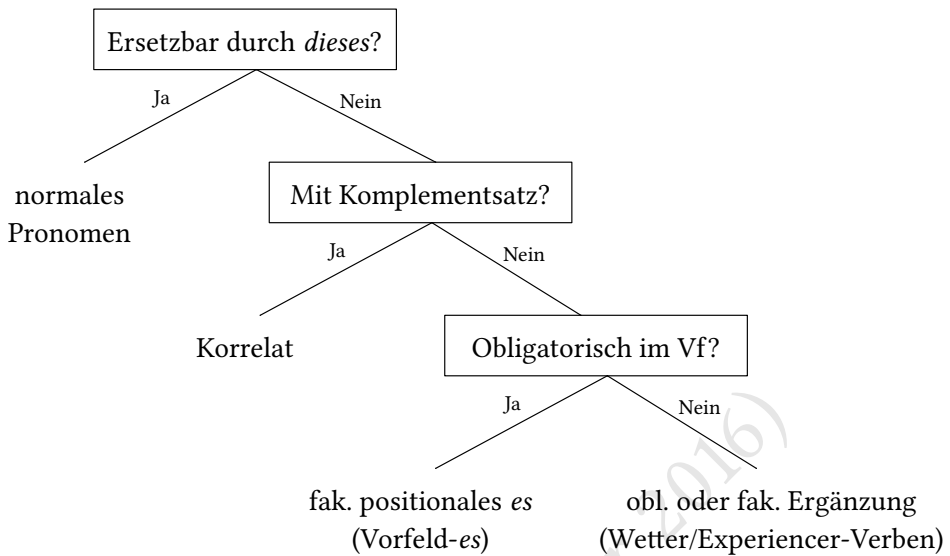 Ersetzbar durch dieses?
Ja
Nein
normales
Pronomen
Mit Komplementsatz?
Ja
Nein
Korrelat
Obligatorisch im Vf?
Ja
Nein
fak. positionales es
(Vorfeld-es)
obl. oder fak. Ergänzung
(Wetter/Experiencer-Verben)
2016)